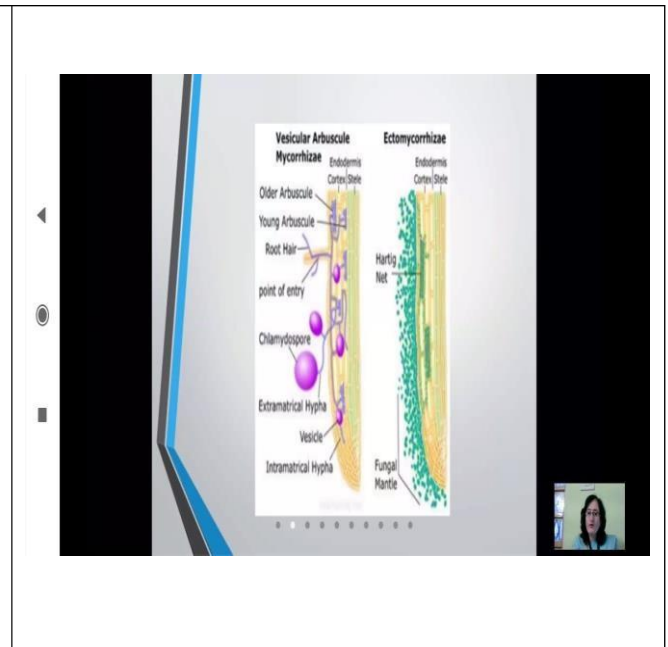 Vesicular Arbuscule
Mycorrhizae
Endodermis
Cortex Stele
Older Arbuscule
Young Arbuscule
Root Hair
point of entry
Chlamydospore
Extramatrical Hypha
Vesicle
Intramatrical Hypha
Ectomycorrhizae
Endodermis
Cortex Stele
Hartig
Net
Fungal
Mantle